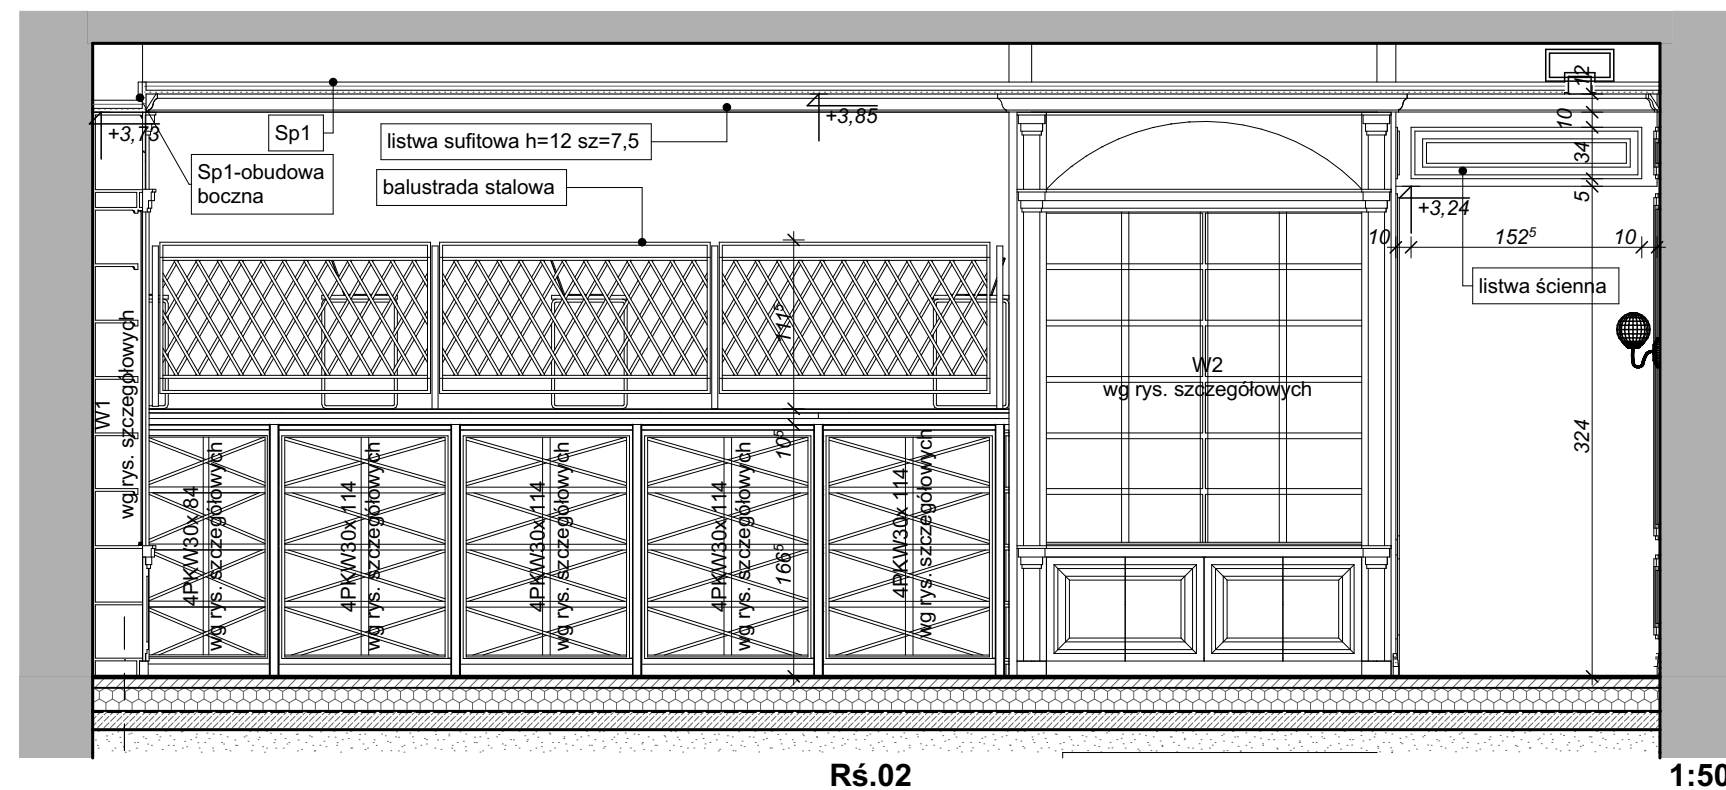 +3,73
Sp1
Sp1-obudowa
boczna
listwa sufitowa h=12 sz=7,5
balustrada stalowa
+3,85
12
10
34
5
+3,24
10
152⁵
10
listwa ścienna
111⁵
10⁵
166⁵
324
W1
wg rys. szczegółowych
4PKW30x 84
wg rys. szczegółowych
4PKW30x 114
wg rys. szczegółowych
4PKW30x 114
wg rys. szczegółowych
4PKW30x 114
wg rys. szczegółowych
4PKW30x 114
wg rys. szczegółowych
W2
wg rys. szczegółowych
Rś.02
1:50